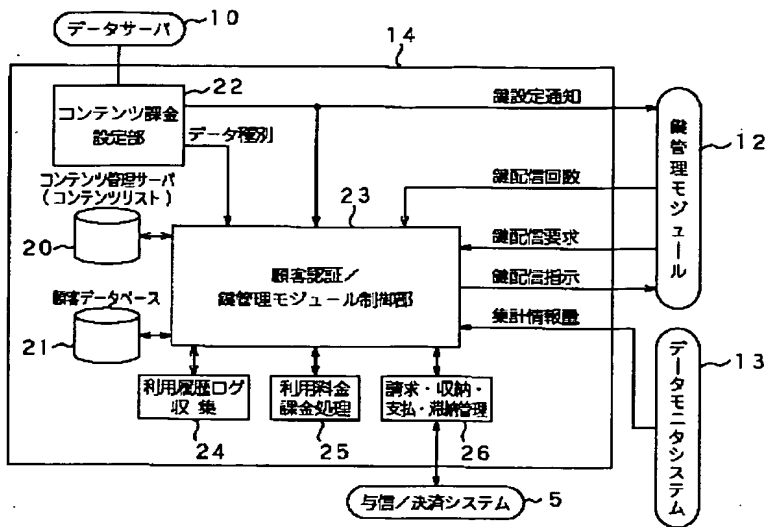 データサーバ
10
14
22
コンテンツ課金
設定部
データ種別
鍵設定通知
コンテンツ管理サーバ
(コンテンツリスト)
20
23
鍵配信回数
鍵管理モジュール
12
顧客認証/
鍵管理モジュール制御部
鍵配信要求
鍵配信指示
集計情報量
顧客データベース
21
データモニタシステム
13
利用履歴ログ
収集
24
利用料金
課金処理
25
請求・収納・
支払・滞納管理
26
与信/決済システム
5